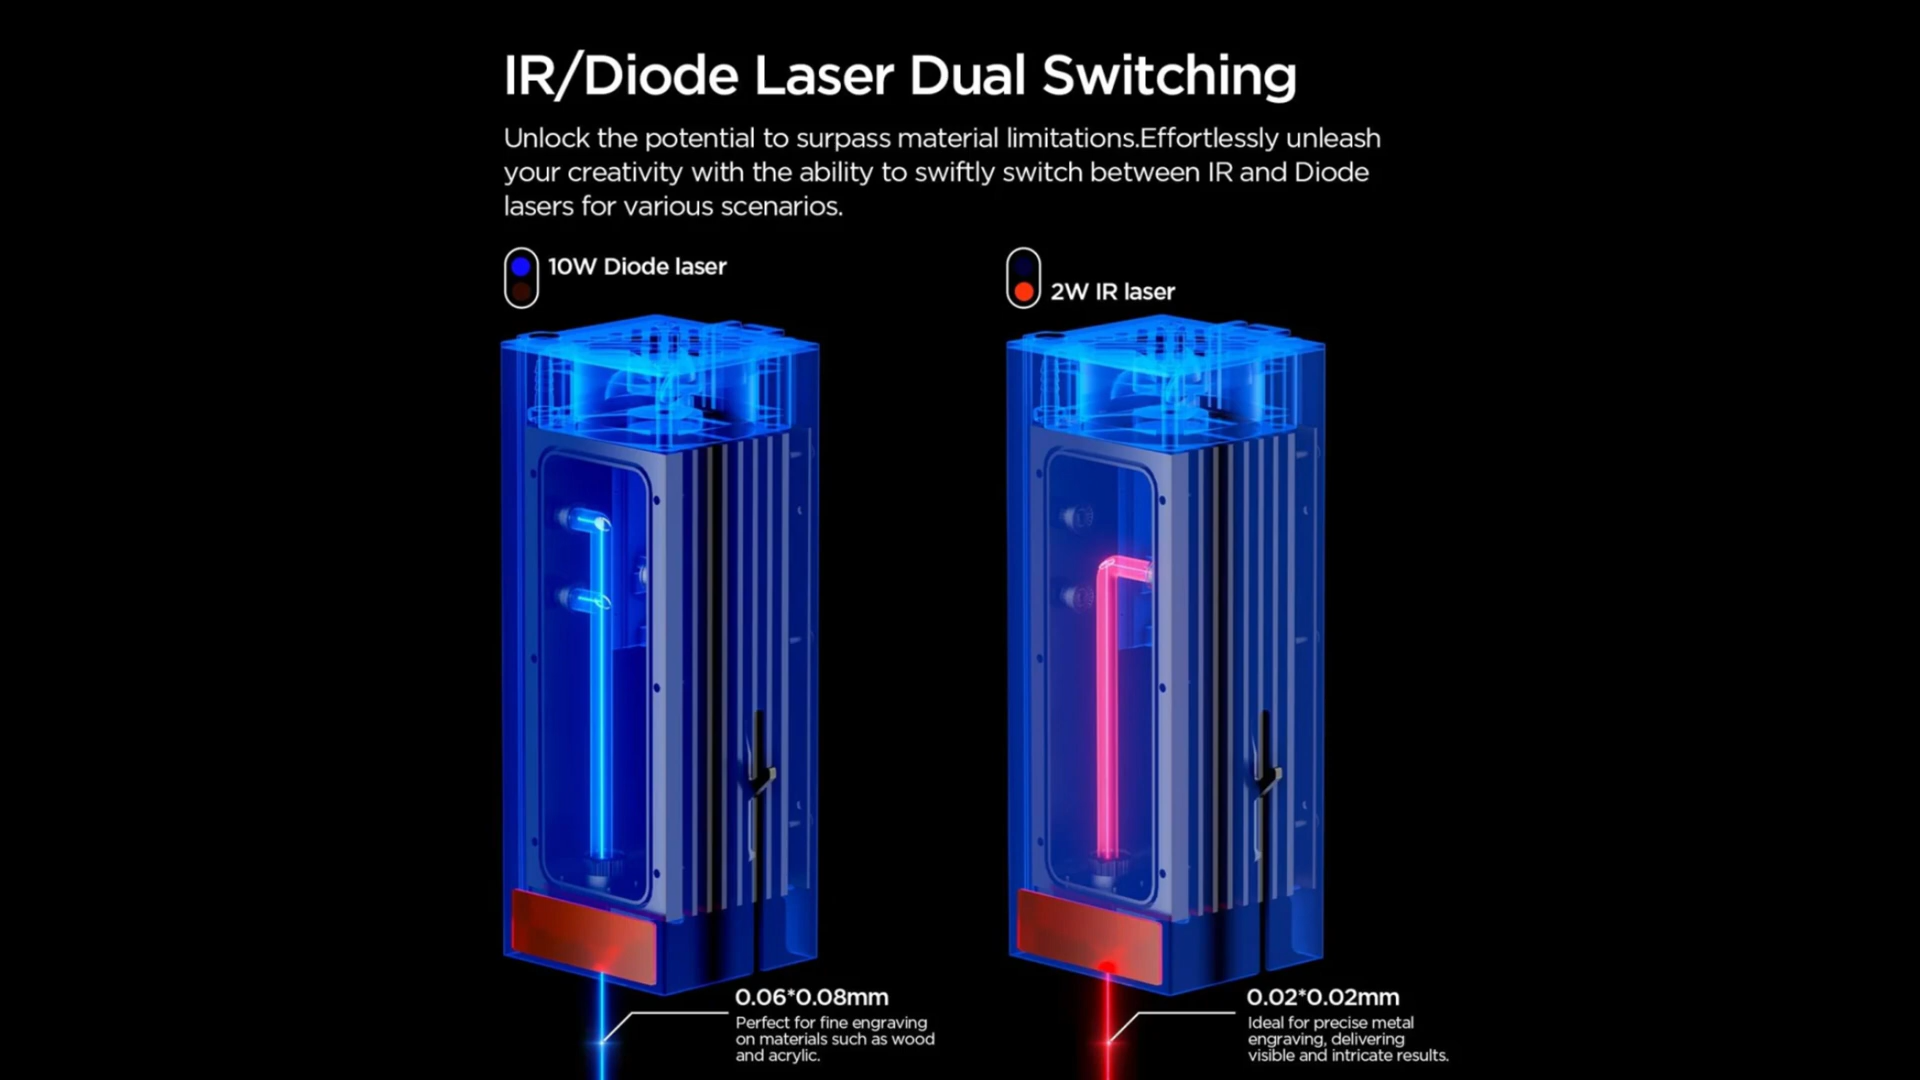 IR/Diode Laser Dual Switching
Unlock the potential to surpass material limitations.Effortlessly unleash
your creativity with the ability to swiftly switch between IR and Diode
lasers for various scenarios.
10W Diode laser
2W IR laser
0.06*0.08mm
Perfect for fine engraving
on materials such as wood
and acrylic.
0.02*0.02mm
Ideal for precise metal
engraving, delivering
visible and intricate results.